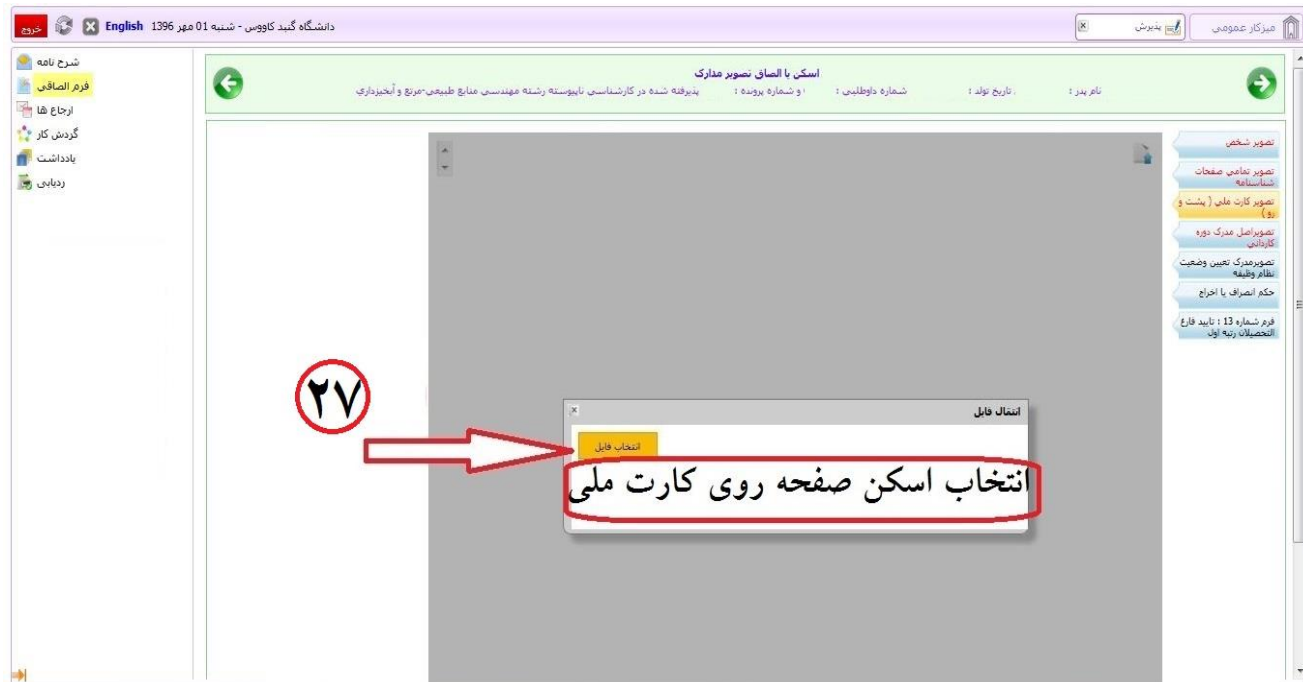 میزکار عمومی
پذیرش
دانشگاه گنبد کاووس - شنبه 01 مهر 1396
English
خروج
شرح نامه
فرم الصاقی
ارجاع ها
گردش کار
یادداشت
ردیابی
اسکن یا الصاق تصویر مدارک
نام پدر : . تاریخ تولد : شماره داوطلبی : و شماره پرونده : پذیرفته شده در کارشناسی ناپیوسته رشته مهندسی منابع طبیعی-مرتع و آبخیزداری
تصویر شخص
تصویر تمامی صفحات
شناسنامه
تصویر کارت ملی ( پشت و
رو )
تصویراصل مدرک دوره
کاردانی
تصویرمدرک تعیین وضعیت
نظام وظیفه
حکم انصراف یا اخراج
فرم شماره 13 : تایید فارغ
التحصیلان رتبه اول
۲۷
انتقال فایل
انتخاب فایل
انتخاب اسکن صفحه روی کارت ملی